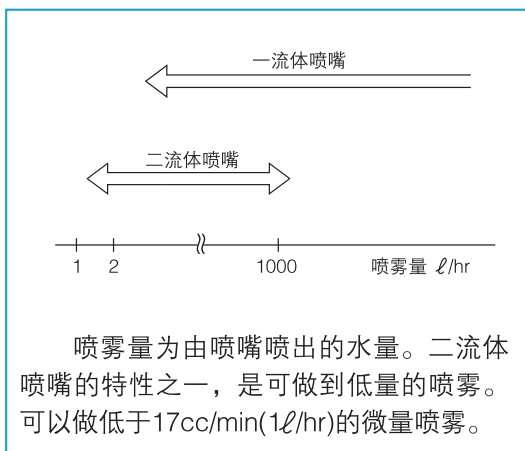 一流体喷嘴
二流体喷嘴
1 2 1000 喷雾量 ℓ/hr
喷雾量为由喷嘴喷出的水量。二流体
喷嘴的特性之一，是可做到低量的喷雾。
可以做低于17cc/min(1ℓ/hr)的微量喷雾。